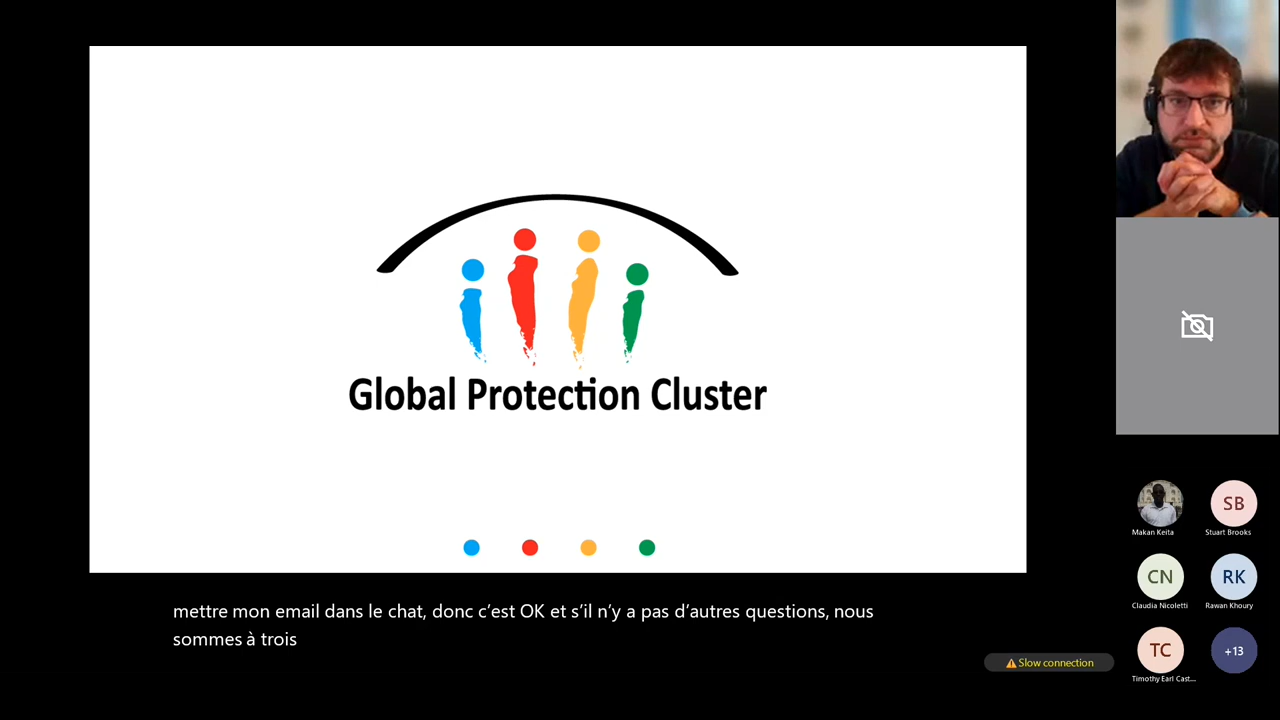 Global Protection Cluster
mettre mon email dans le chat, donc c’est OK et s’il n’y a pas d’autres questions, nous
sommes à trois
Slow connection
Makan Keita
SB
Stuart Brooks
CN
Claudia Nicoletti
RK
Rawan Khoury
TC
Timothy Earl Cast...
+13